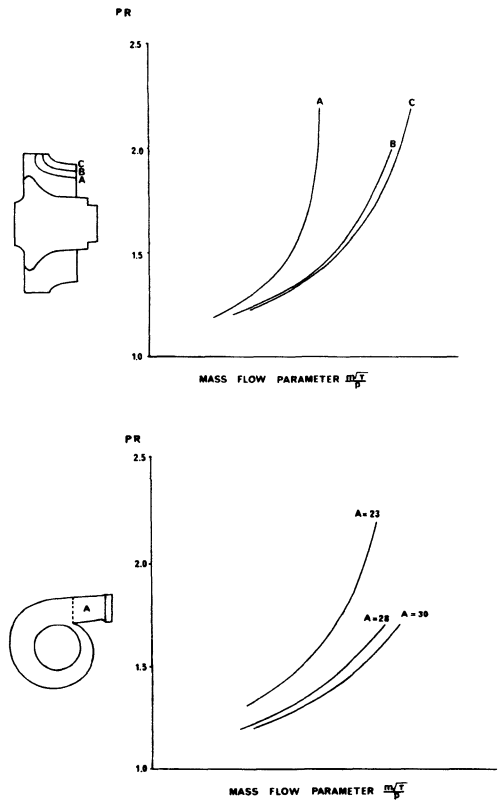 PR
2.5
A
C
2.0
B
C
B
A
1.5
1.0
MASS FLOW PARAMETER m√T/P
PR
2.5
A = 23
2.0
A
A = 28
A = 30
1.5
1.0
MASS FLOW PARAMETER m√T/P